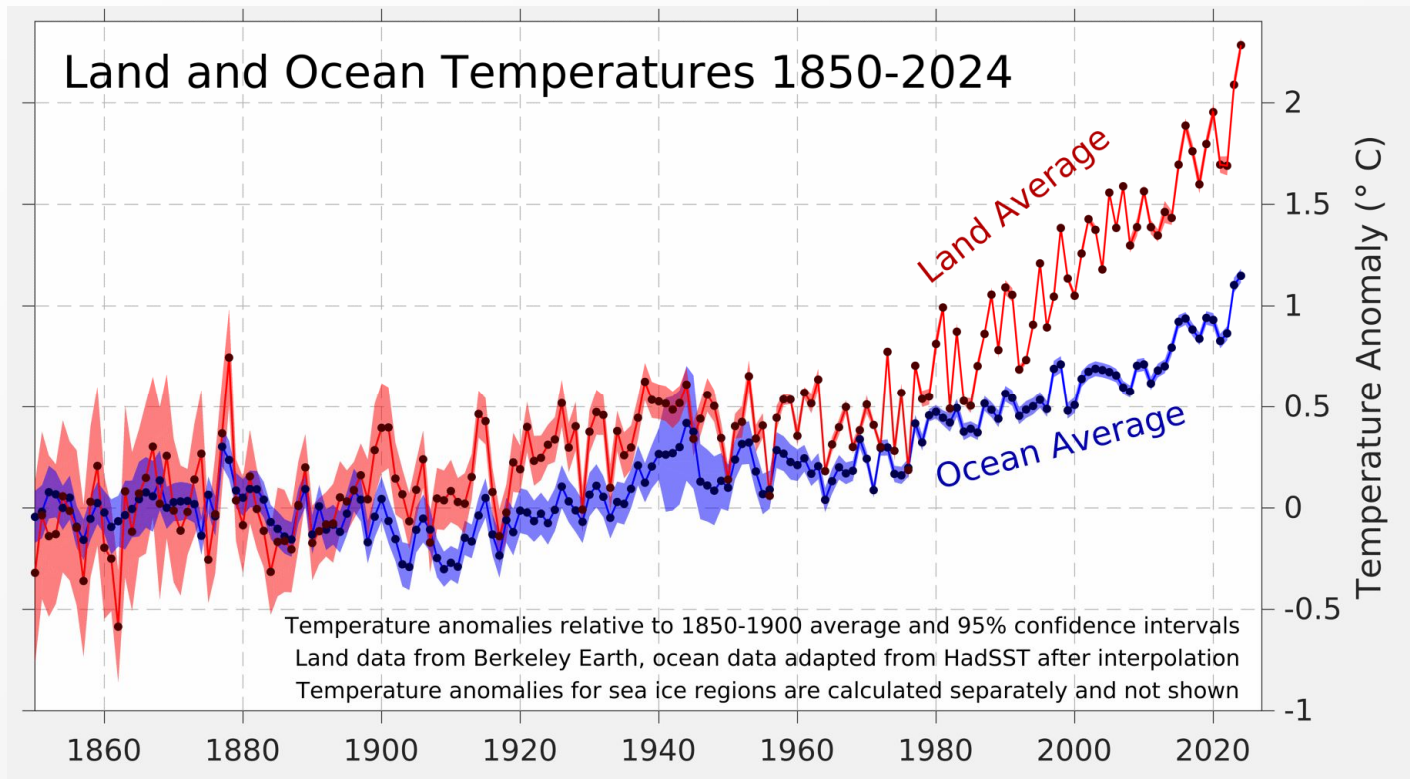 Land and Ocean Temperatures 1850-2024
Land Average
Ocean Average
Temperature anomalies relative to 1850-1900 average and 95% confidence intervals
Land data from Berkeley Earth, ocean data adapted from HadSST after interpolation
Temperature anomalies for sea ice regions are calculated separately and not shown
2
1.5
1
0.5
0
-0.5
-1
Temperature Anomaly (° C)
1860 1880 1900 1920 1940 1960 1980 2000 2020